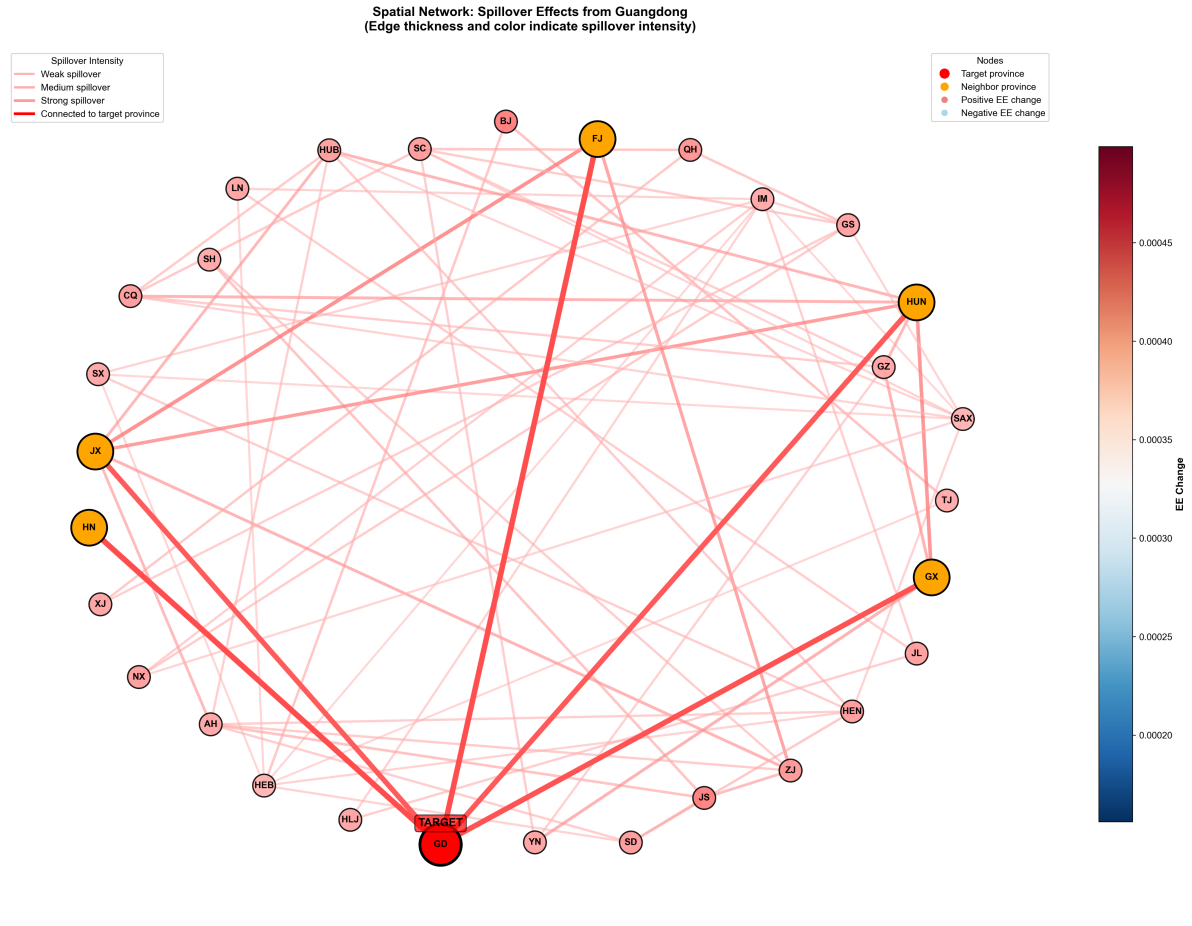 Spatial Network: Spillover Effects from Guangdong
(Edge thickness and color indicate spillover intensity)
Spillover Intensity
Weak spillover
Medium spillover
Strong spillover
Connected to target province
Nodes
Target province
Neighbor province
Positive EE change
Negative EE change
BJ
FJ
HUB
SC
QH
LN
IM
GS
SH
CQ
HUN
GZ
SX
SAX
JX
TJ
HN
GX
XJ
JL
NX
HEN
AH
ZJ
HEB
JS
HLJ
TARGET
GD
YN
SD
0.00045
0.00040
0.00035
0.00030
0.00025
0.00020
EE Change